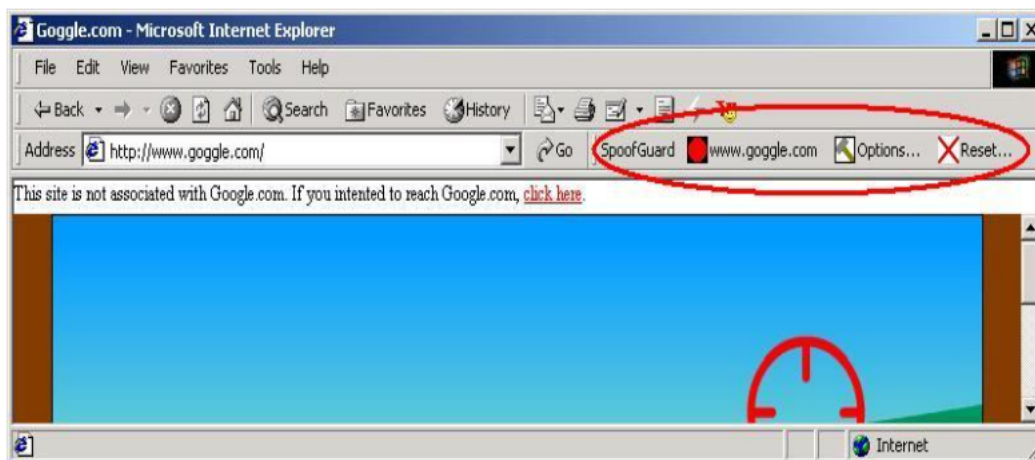 Goggle.com - Microsoft Internet Explorer
File Edit View Favorites Tools Help
Back Search Favorites History
Address http://www.goggle.com/ Go SpoofGuard www.goggle.com Options... Reset...
This site is not associated with Google.com. If you intented to reach Google.com, click here.
Internet